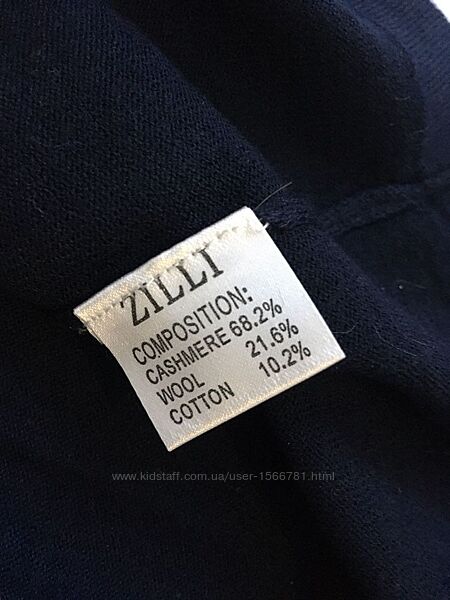 ZILLI
COMPOSITION:
CASHMERE 68.2%
WOOL 21.6%
COTTON 10.2%
www.kidstaff.com.ua/user-1566781.html